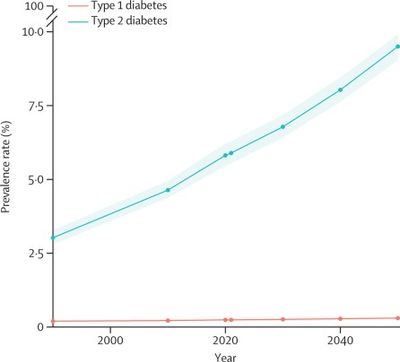 100
Type 1 diabetes
Type 2 diabetes
10·0
7·5
5·0
2·5
0
Prevalence rate (%)
2000
2020
2040
Year